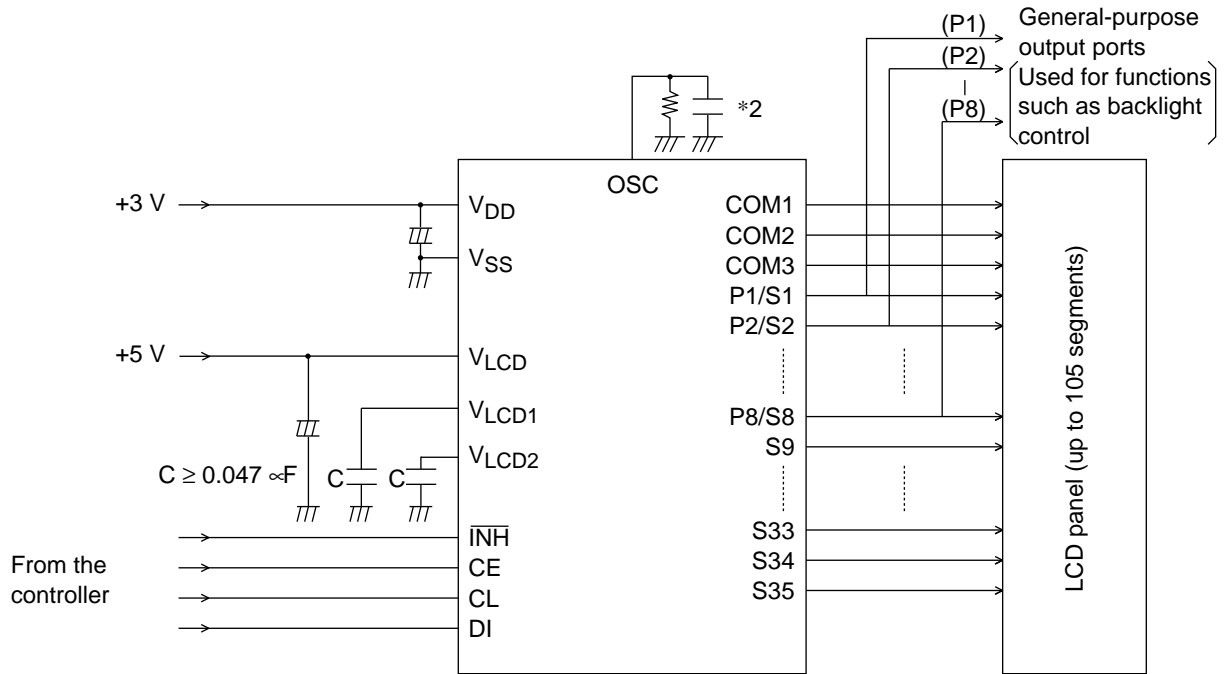 (P1)
General-purpose
output ports
(P2)
Used for functions
such as backlight
control
(P8)
*2
OSC
+3 V
VDD
VSS
+5 V
VLCD
VLCD1
VLCD2
C ≥ 0.047 ∝F
C
C
From the
controller
INH
CE
CL
DI
COM1
COM2
COM3
P1/S1
P2/S2
P8/S8
S9
S33
S34
S35
LCD panel (up to 105 segments)